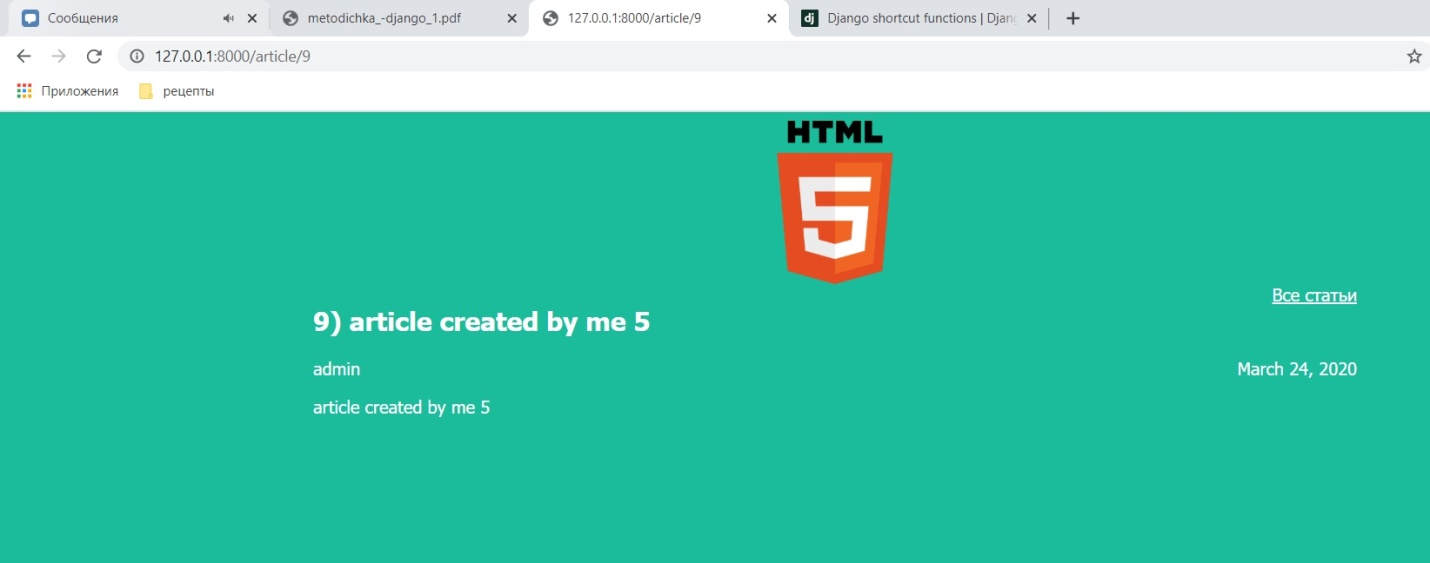 Сообщения
metodichka_-django_1.pdf
127.0.0.1:8000/article/9
dj
Django shortcut functions | Djang
127.0.0.1:8000/article/9
Приложения
рецепты
HTML
5
Все статьи
9) article created by me 5
admin
March 24, 2020
article created by me 5